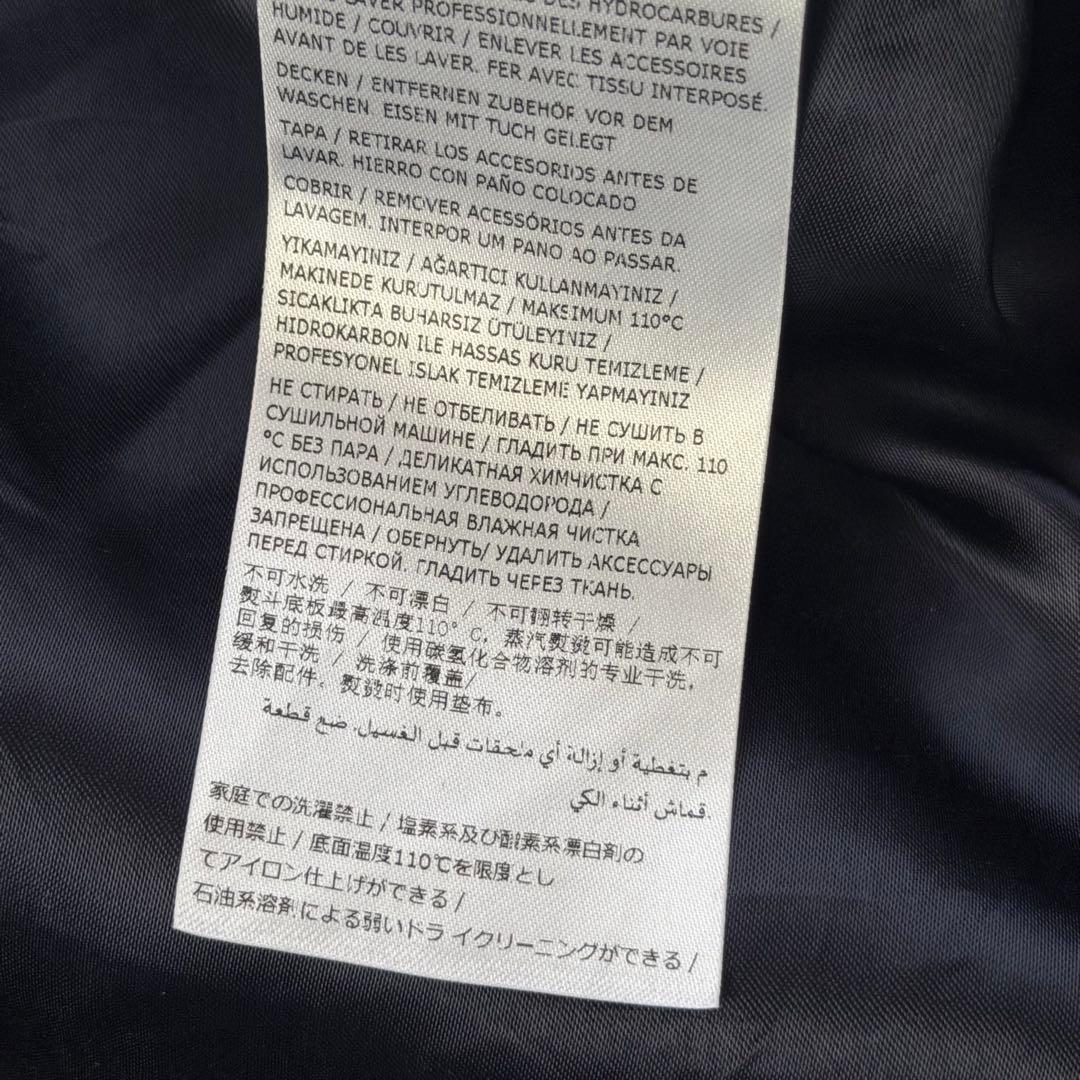 DES HYDROCARBURES /
LAVER PROFESSIONNELLEMENT PAR VOIE
HUMIDE / COUVRIR / ENLEVER LES ACCESSOIRES
AVANT DE LES LAVER. FER AVEC TISSU INTERPOSÉ.
DECKEN / ENTFERNEN ZUBEHÖR VOR DEM
WASCHEN. EISEN MIT TUCH GELEGT
TAPA / RETIRAR LOS ACCESORIOS ANTES DE
LAVAR. HIERRO CON PAÑO COLOCADO
COBRIR / REMOVER ACESSÓRIOS ANTES DA
LAVAGEM. INTERPOR UM PANO AO PASSAR.
YIKAMAYINIZ / AĞARTICI KULLANMAYINIZ /
MAKINEDE KURUTULMAZ / MAKSIMUM 110°C
SICAKLIKTA BUHARSIZ ÜTÜLEYINIZ /
HIDROKARBON ILE HASSAS KURU TEMIZLEME /
PROFESYONEL ISLAK TEMIZLEME YAPMAYINIZ
НЕ СТИРАТЬ / НЕ ОТБЕЛИВАТЬ / НЕ СУШИТЬ В
СУШИЛЬНОЙ МАШИНЕ / ГЛАДИТЬ ПРИ МАКС. 110
°C БЕЗ ПАРА / ДЕЛИКАТНАЯ ХИМЧИСТКА С
ИСПОЛЬЗОВАНИЕМ УГЛЕВОДОРОДА /
ПРОФЕССИОНАЛЬНАЯ ВЛАЖНАЯ ЧИСТКА
ЗАПРЕЩЕНА / ОБЕРНУТЬ/ УДАЛИТЬ АКСЕССУАРЫ
ПЕРЕД СТИРКОЙ. ГЛАДИТЬ ЧЕРЕЗ ТКАНЬ.
不可水洗 / 不可漂白 / 不可翻转干燥 /
熨斗底板最高温度110° C, 蒸汽熨烫可能造成不可
回复的损伤 / 使用碳氢化合物溶剂的专业干洗,
缓和干洗 / 洗涤前覆盖/
去除配件。熨烫时使用垫布。
م بتغطية أو إزالة أي ملحقات قبل الغسيل. ضع قطعة
قماش أثناء الكي.
家庭での洗濯禁止 / 塩素系及び酸素系漂白剤の
使用禁止 / 底面温度110℃を限度とし
てアイロン仕上げができる /
石油系溶剤による弱いドラ イクリーニングができる /